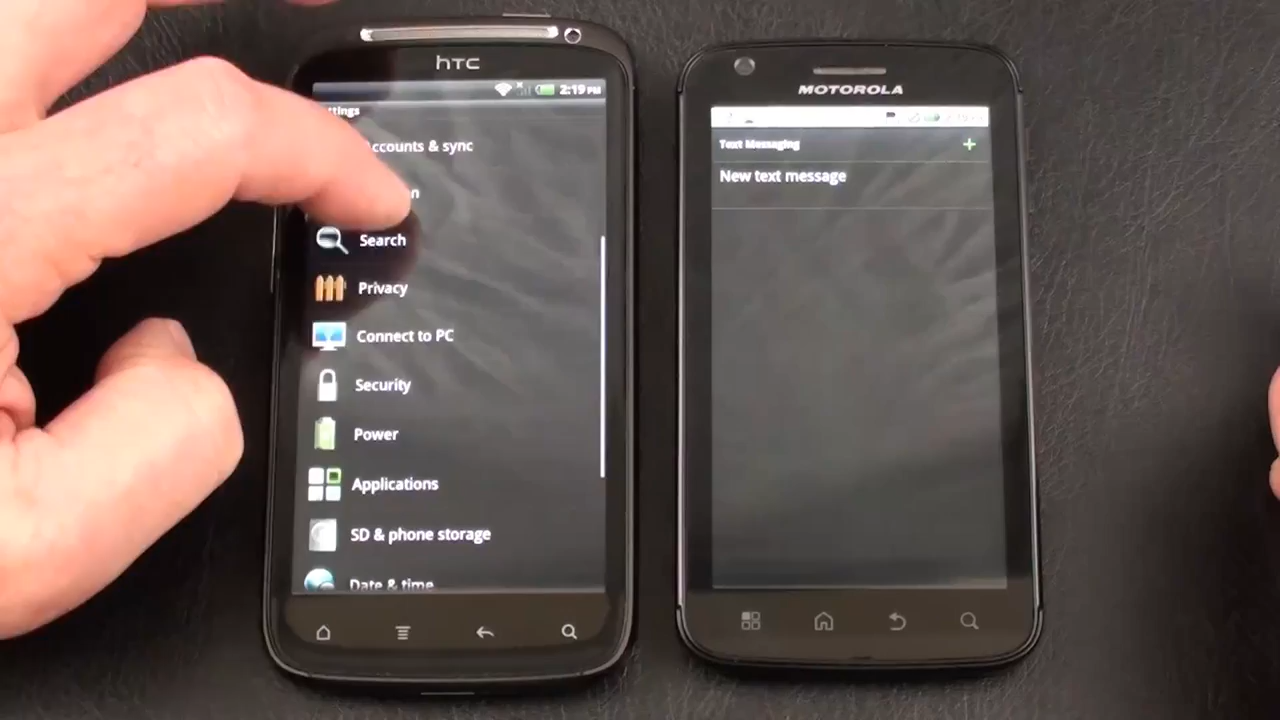 htc
2:19 PM
ttings
Accounts & sync
n
Search
Privacy
Connect to PC
Security
Power
Applications
SD & phone storage
Date & time
MOTOROLA
Text Messaging
New text message